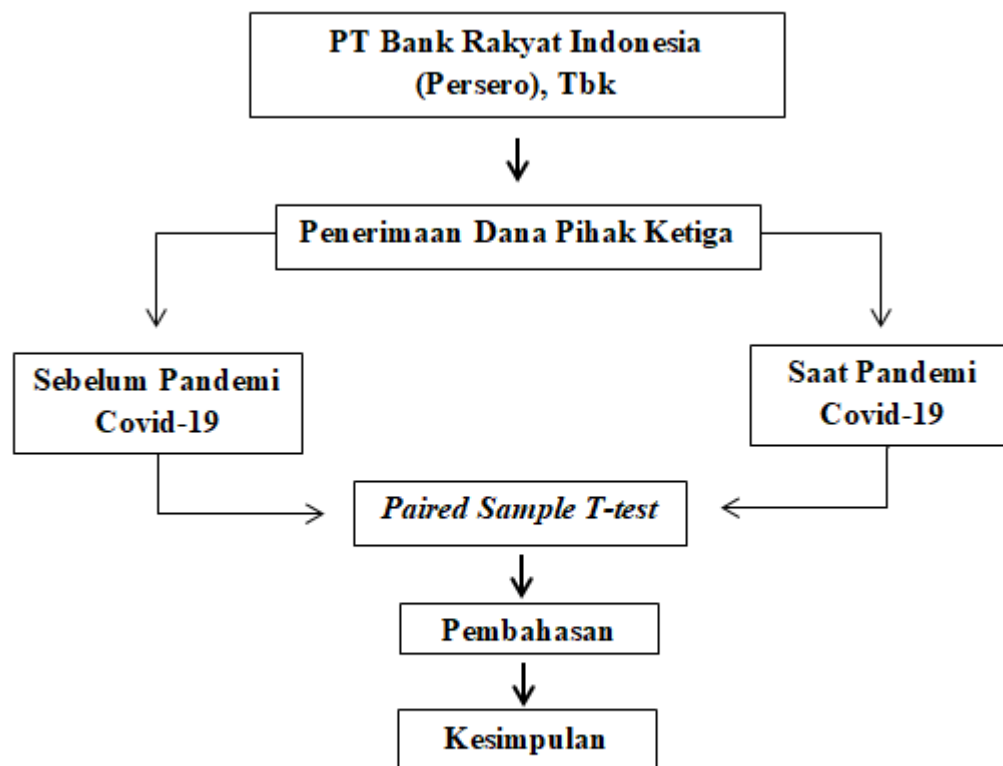 PT Bank Rakyat Indonesia
(Persero), Tbk
Penerimaan Dana Pihak Ketiga
Sebelum Pandemi
Covid-19
Saat Pandemi
Covid-19
Paired Sample T-test
Pembahasan
Kesimpulan